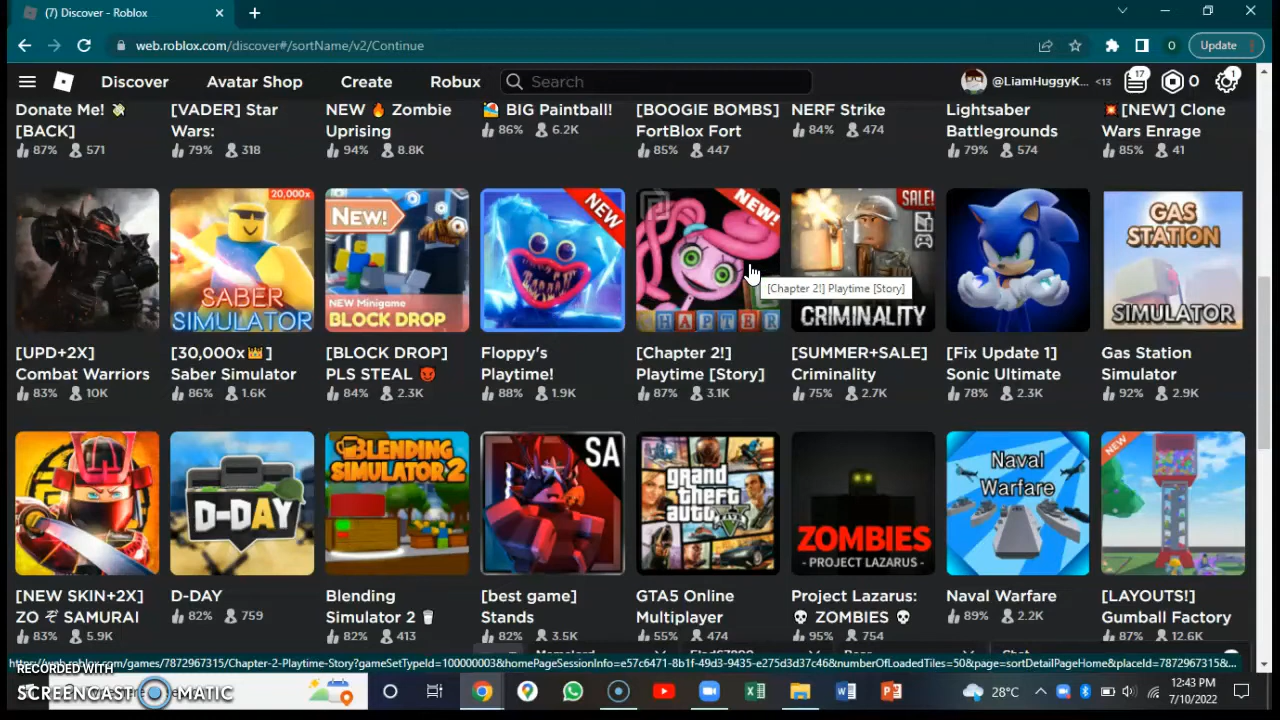 (7) Discover - Roblox
web.roblox.com/discover#/sortName/v2/Continue
Update
Discover Avatar Shop Create Robux Search @LiamHuggyK... <13 17 0 1
Donate Me! [VADER] Star NEW 🔥 Zombie BIG Paintball! [BOOGIE BOMBS] NERF Strike Lightsaber [NEW] Clone
[BACK] Wars: Uprising FortBlox Fort Battlegrounds Wars Enrage
87% 571 79% 318 94% 8.8K 86% 6.2K 85% 447 84% 474 79% 574 85% 41
20,000x
SABER SIMULATOR
NEW!
NEW Minigame
BLOCK DROP
NEW
NEW!
CHAPTER
[Chapter 2!] Playtime [Story]
SALE!
CRIMINALITY
GAS STATION
SIMULATOR
[UPD+2X] [30,000x👑] [BLOCK DROP] Floppy's [Chapter 2!] [SUMMER+SALE] [Fix Update 1] Gas Station
Combat Warriors Saber Simulator PLS STEAL 😈 Playtime! Playtime [Story] Criminality Sonic Ultimate Simulator
83% 10K 86% 1.6K 84% 2.3K 88% 1.9K 87% 3.1K 75% 2.7K 78% 2.3K 92% 2.9K
D-DAY
BLENDING
SIMULATOR 2
SA
grand
theft
auto
V
ZOMBIES
- PROJECT LAZARUS -
Naval
Warfare
NEW
[NEW SKIN+2X] D-DAY Blending [best game] GTA5 Online Project Lazarus: Naval Warfare [LAYOUTS!]
ZO ぞ SAMURAI Simulator 2 🥛 Stands Multiplayer 💀 ZOMBIES 💀 Gumball Factory
83% 5.9K 82% 759 82% 413 82% 3.5K 55% 474 95% 754 89% 2.2K 87% 12.6K
RECORDED WITH
SCREENCAST MATIC
28°C
12:43 PM
7/10/2022